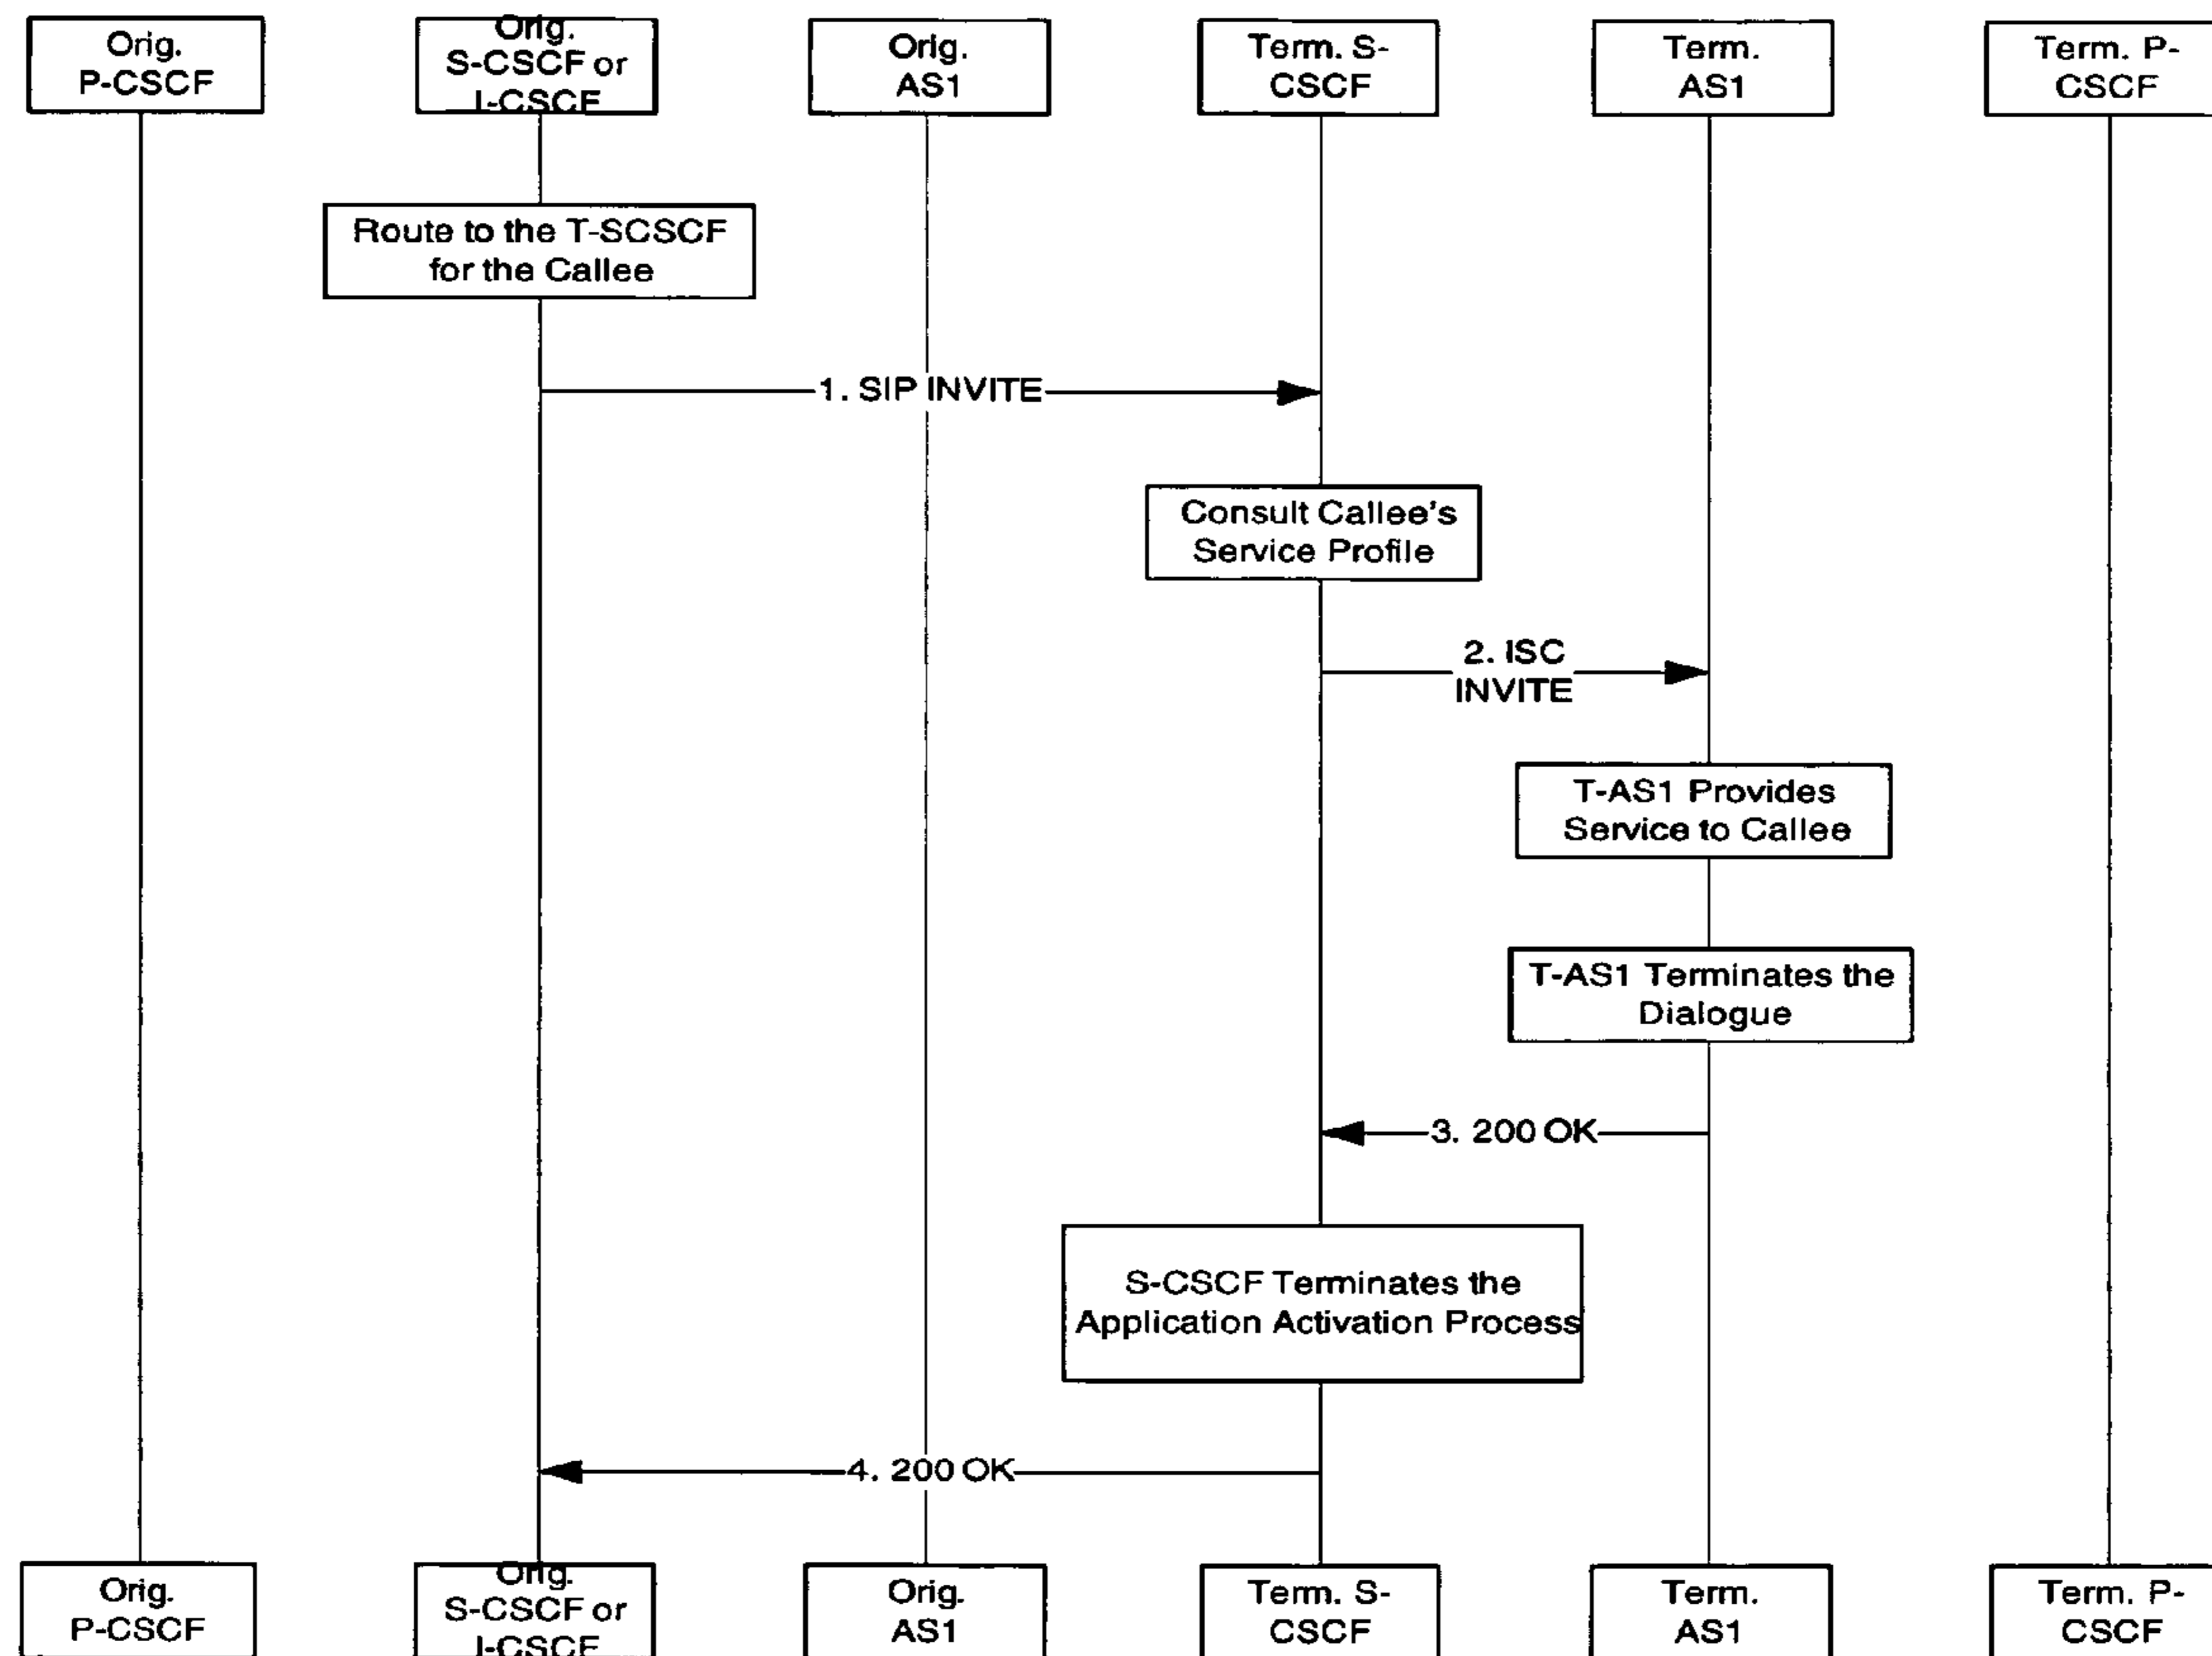 Orig.
P-CSCF
Orig.
S-CSCF or
I-CSCF
Orig.
AS1
Term. S-
CSCF
Term.
AS1
Term. P-
CSCF
Route to the T-SCSCF
for the Callee
1. SIP INVITE
Consult Callee's
Service Profile
2. ISC
INVITE
T-AS1 Provides
Service to Callee
T-AS1 Terminates the
Dialogue
3. 200 OK
S-CSCF Terminates the
Application Activation Process
4. 200 OK
Orig.
P-CSCF
Orig.
S-CSCF or
I-CSCF
Orig.
AS1
Term. S-
CSCF
Term.
AS1
Term. P-
CSCF